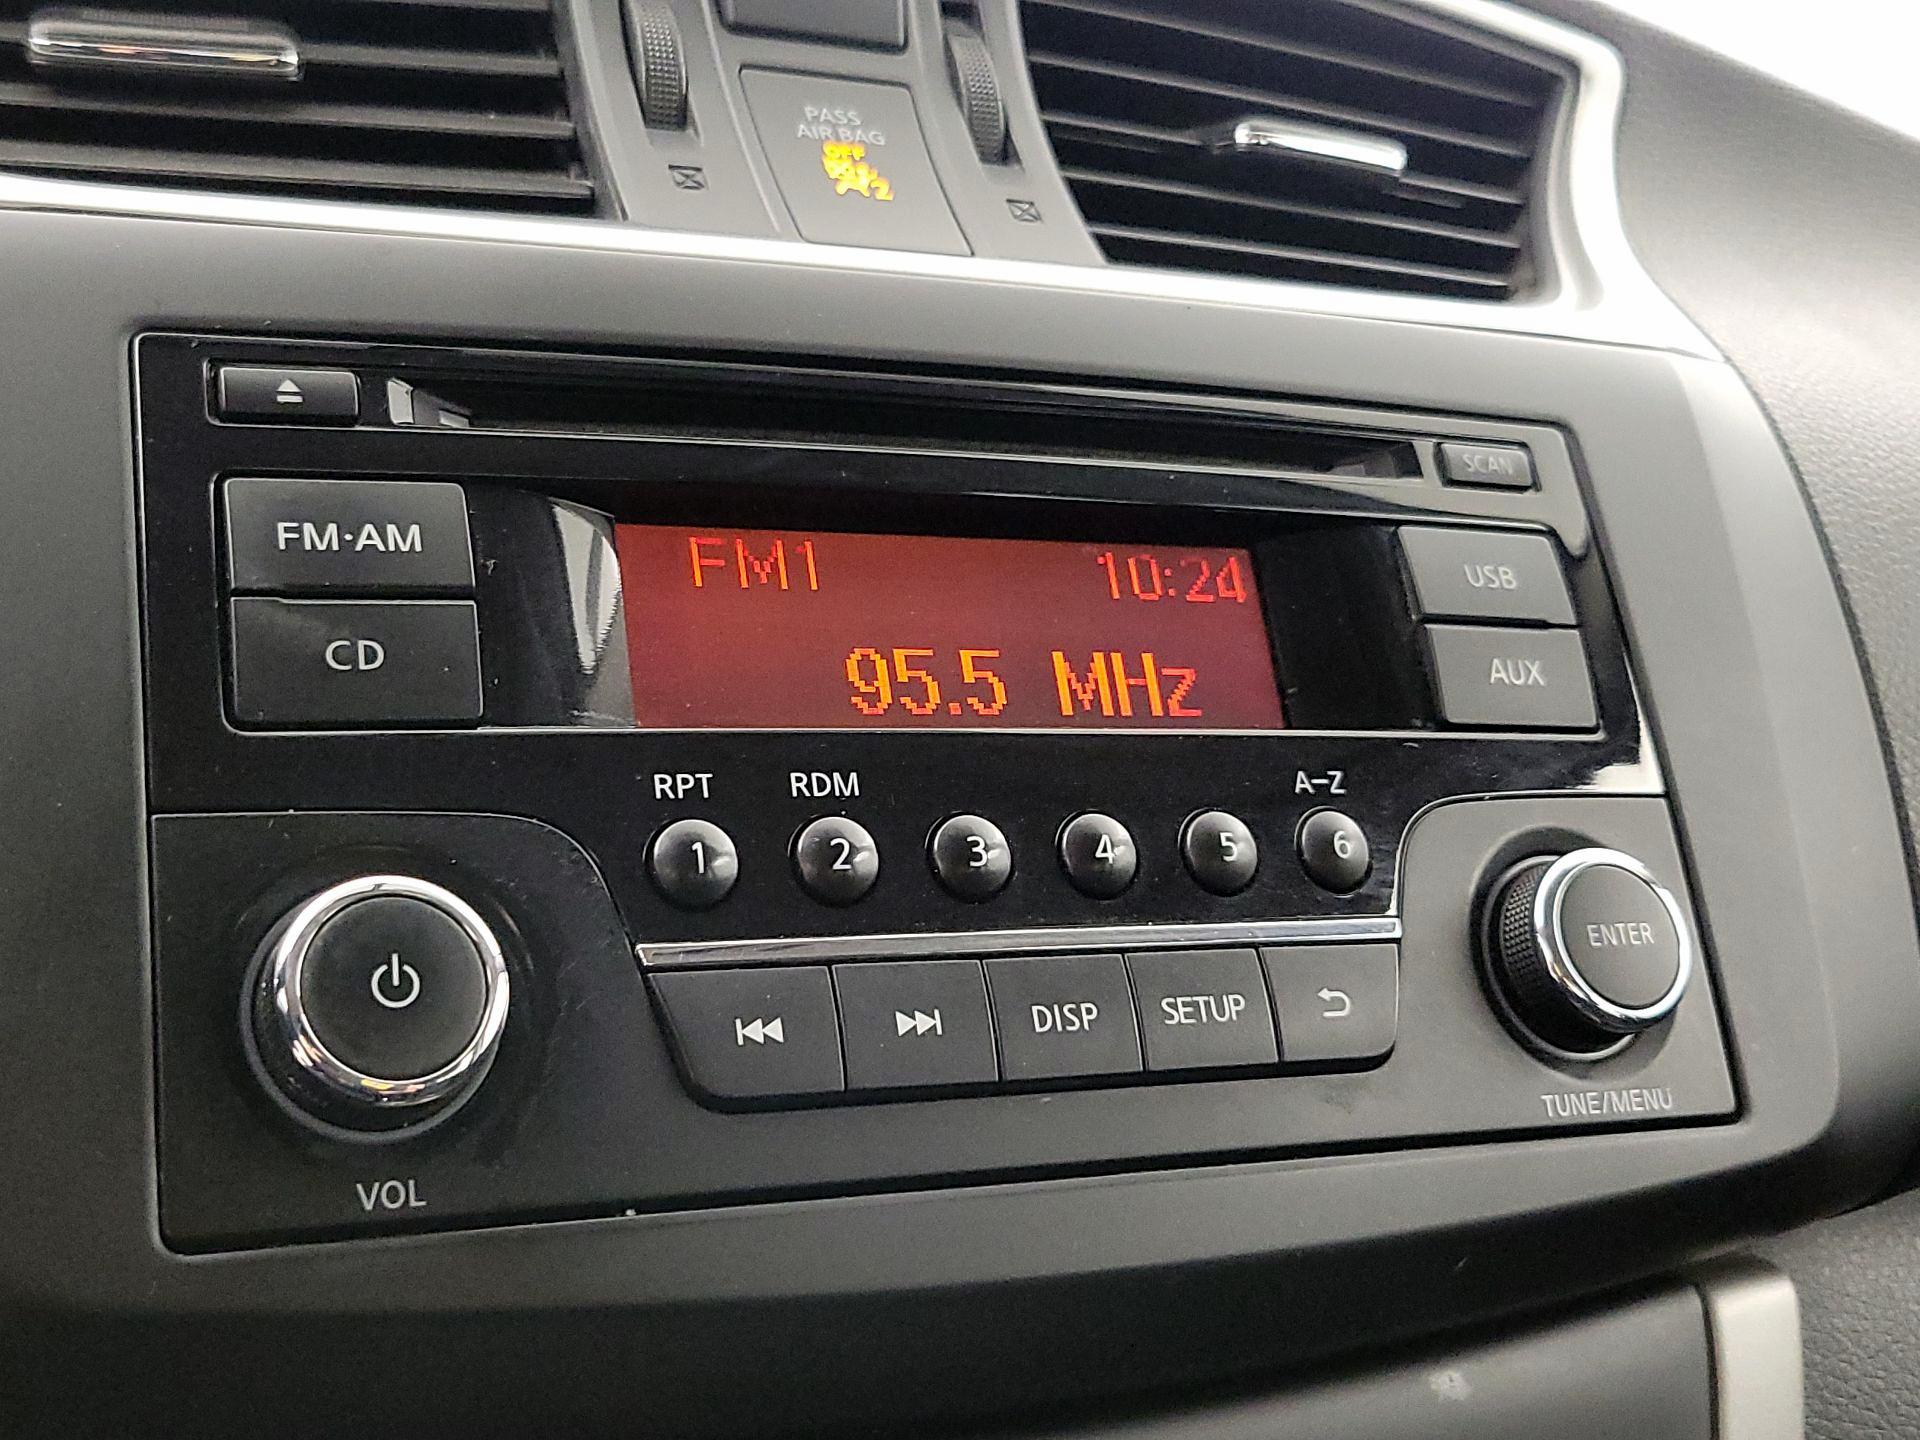 PASS
AIR BAG
OFF
SCAN
FM·AM
CD
FM1 10:24
95.5 MHz
USB
AUX
RPT RDM A–Z
1 2 3 4 5 6
DISP SETUP
ENTER
TUNE/MENU
VOL